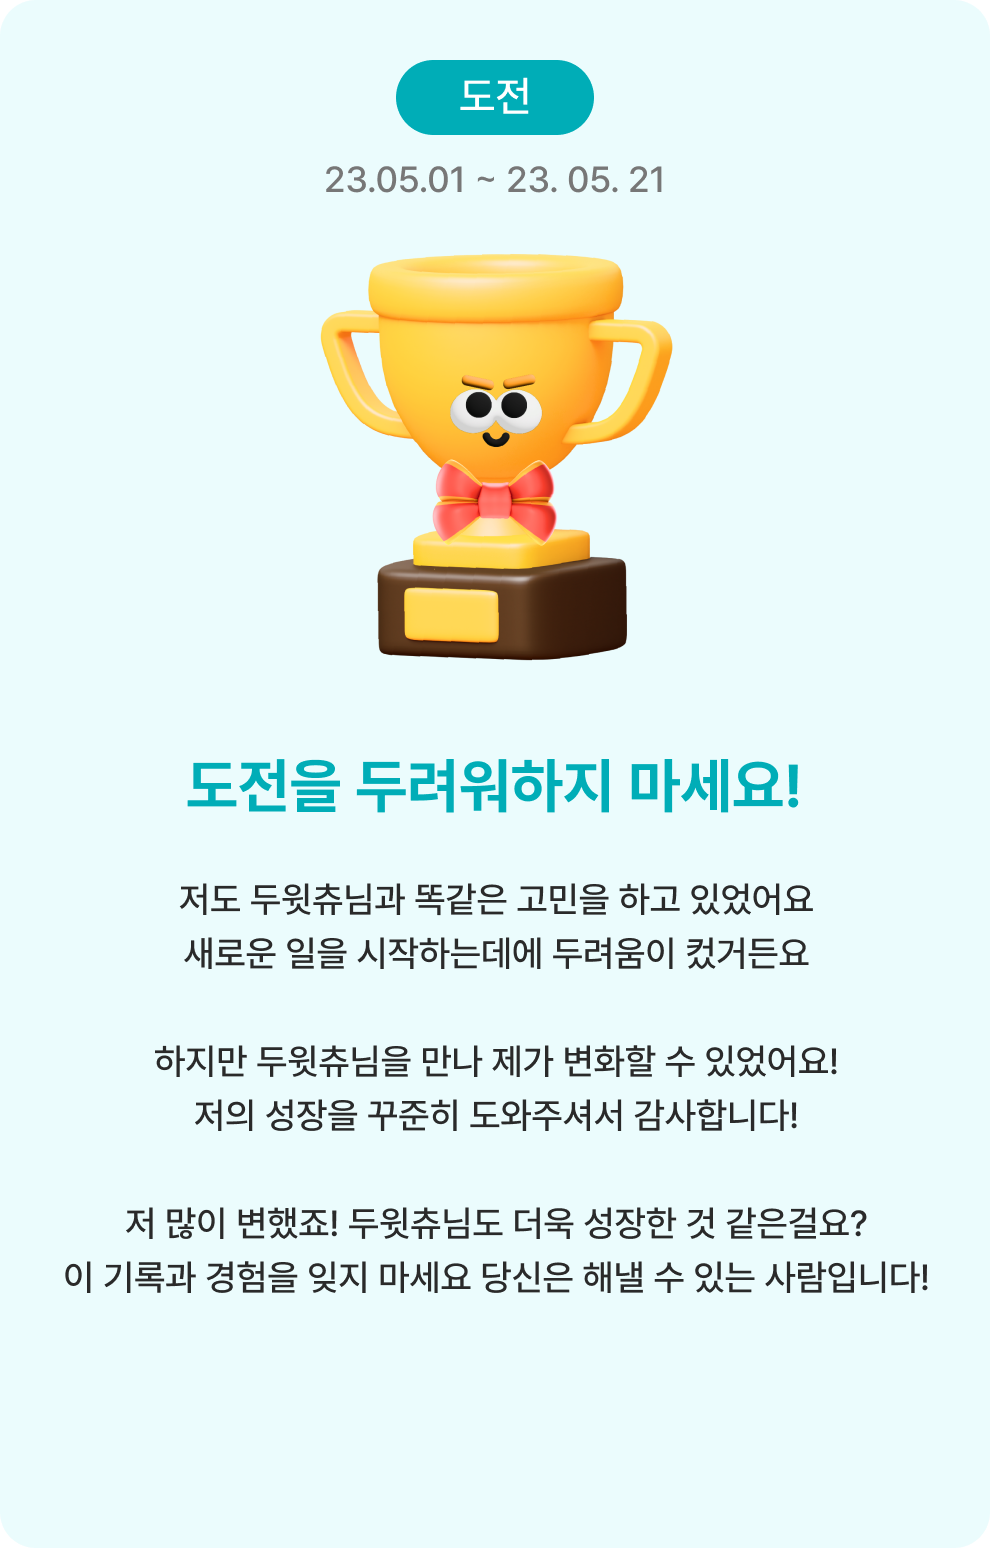 도전
23.05.01 ~ 23. 05. 21
도전을 두려워하지 마세요!
저도 두윗츄님과 똑같은 고민을 하고 있었어요
새로운 일을 시작하는데에 두려움이 컸거든요
하지만 두윗츄님을 만나 제가 변화할 수 있었어요!
저의 성장을 꾸준히 도와주셔서 감사합니다!
저 많이 변했죠! 두윗츄님도 더욱 성장한 것 같은걸요?
이 기록과 경험을 잊지 마세요 당신은 해낼 수 있는 사람입니다!